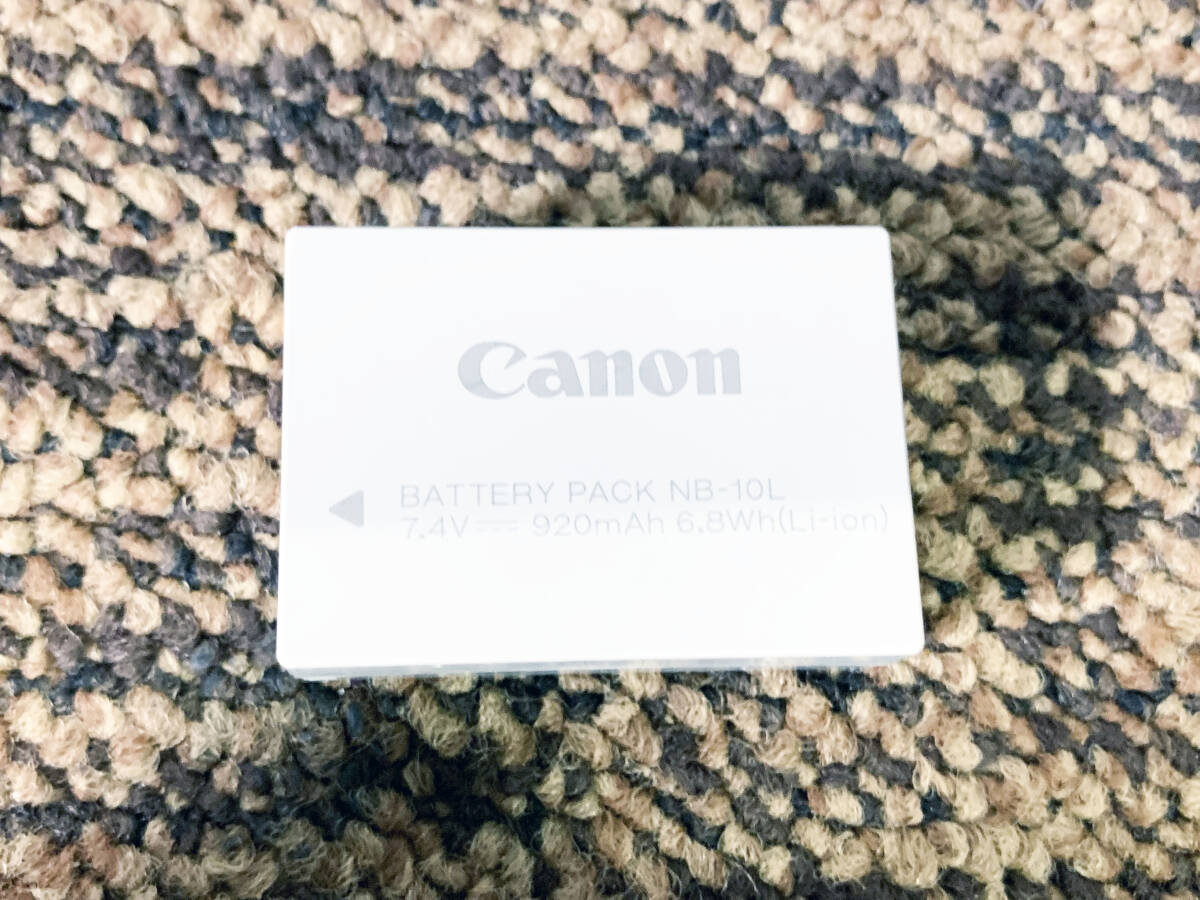 Canon
BATTERY PACK NB-10L
7.4V⎓ 920mAh 6.8Wh(Li-ion)